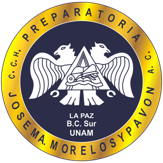 C.C.H. PREPARATORIA A.C.
JOSE MA. MORELOS Y PAVON
LA PAZ
B.C. Sur
UNAM